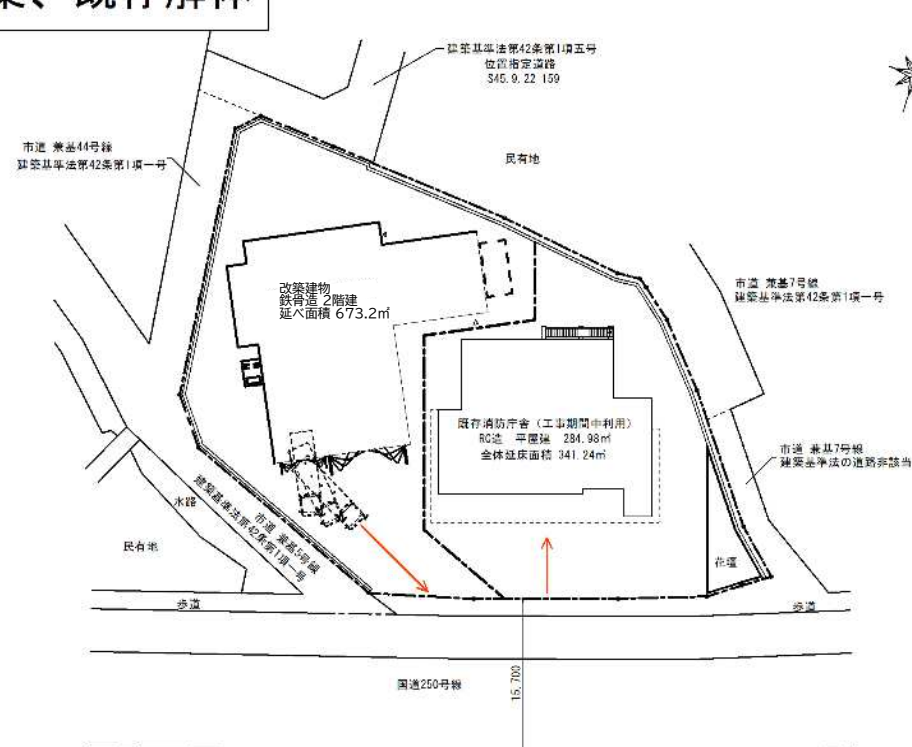 既存解体
建築基準法第42条第1項五号
位置指定道路
S45.9.22 159
市道 兼基44号線
建築基準法第42条第1項一号
民有地
改築建物
鉄骨造 2階建
延べ面積 673.2㎡
市道 兼基7号線
建築基準法第42条第1項一号
既存消防庁舎（工事期間中利用）
RC造 平屋建 284.98㎡
全体延床面積 341.24㎡
市道 兼基7号線
建築基準法の道路非該当
水路
市道 兼基5号線
建築基準法第42条第1項一号
民有地
花壇
歩道
歩道
国道250号線
15,700